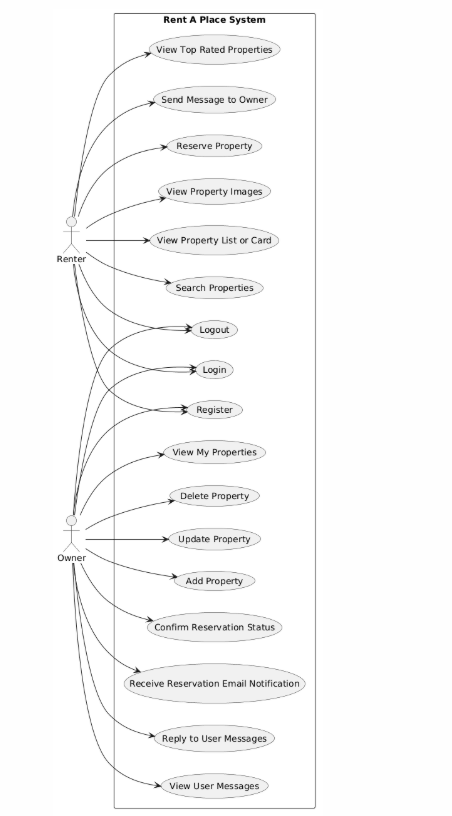 Rent A Place System
View Top Rated Properties
Send Message to Owner
Reserve Property
View Property Images
Renter
View Property List or Card
Search Properties
Logout
Login
Register
View My Properties
Delete Property
Update Property
Owner
Add Property
Confirm Reservation Status
Receive Reservation Email Notification
Reply to User Messages
View User Messages